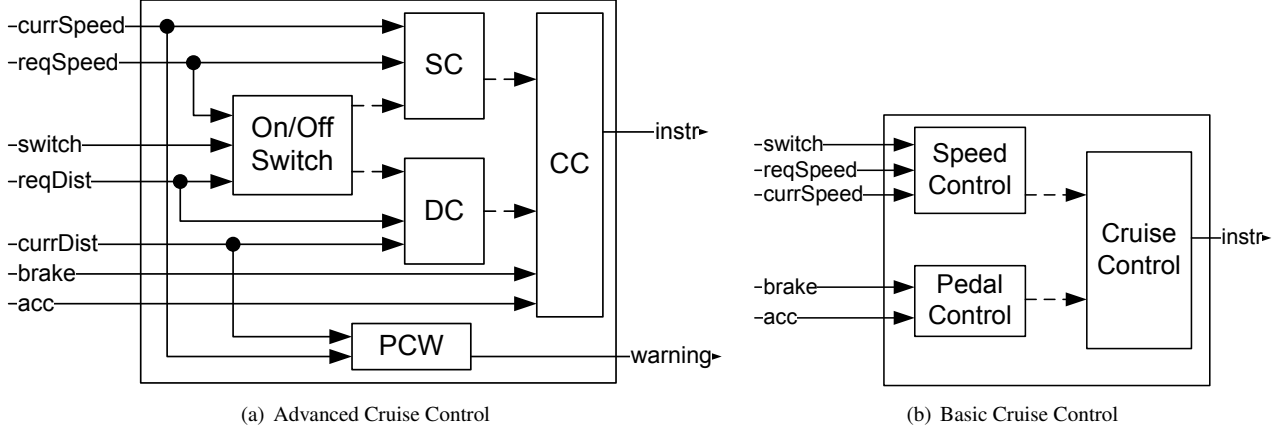 currSpeed
reqSpeed
switch
reqDist
currDist
brake
acc
On/Off
Switch
SC
DC
PCW
CC
instr
warning
(a) Advanced Cruise Control
switch
reqSpeed
currSpeed
brake
acc
Speed
Control
Pedal
Control
Cruise
Control
instr
(b) Basic Cruise Control